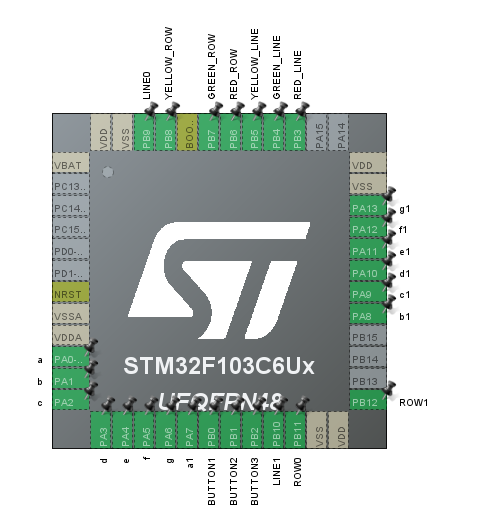 LINE0
YELLOW_ROW
GREEN_ROW
RED_ROW
YELLOW_LINE
GREEN_LINE
RED_LINE
VDD
VSS
PB9
PB8
BOO..
PB7
PB6
PB5
PB4
PB3
PA15
PA14
VBAT
PC13..
PC14..
PC15..
PD0-..
PD1-..
NRST
VSSA
VDDA
a PA0-..
b PA1
c PA2
VDD
VSS
PA13 g1
PA12 f1
PA11 e1
PA10 d1
PA9 c1
PA8 b1
PB15
PB14
PB13
PB12 ROW1
ST
STM32F103C6Ux
UFQFPN48
PA3
PA4
PA5
PA6
PA7
PB0
PB1
PB2
PB10
PB11
VSS
VDD
d
e
f
g
a1
BUTTON1
BUTTON2
BUTTON3
LINE1
ROW0